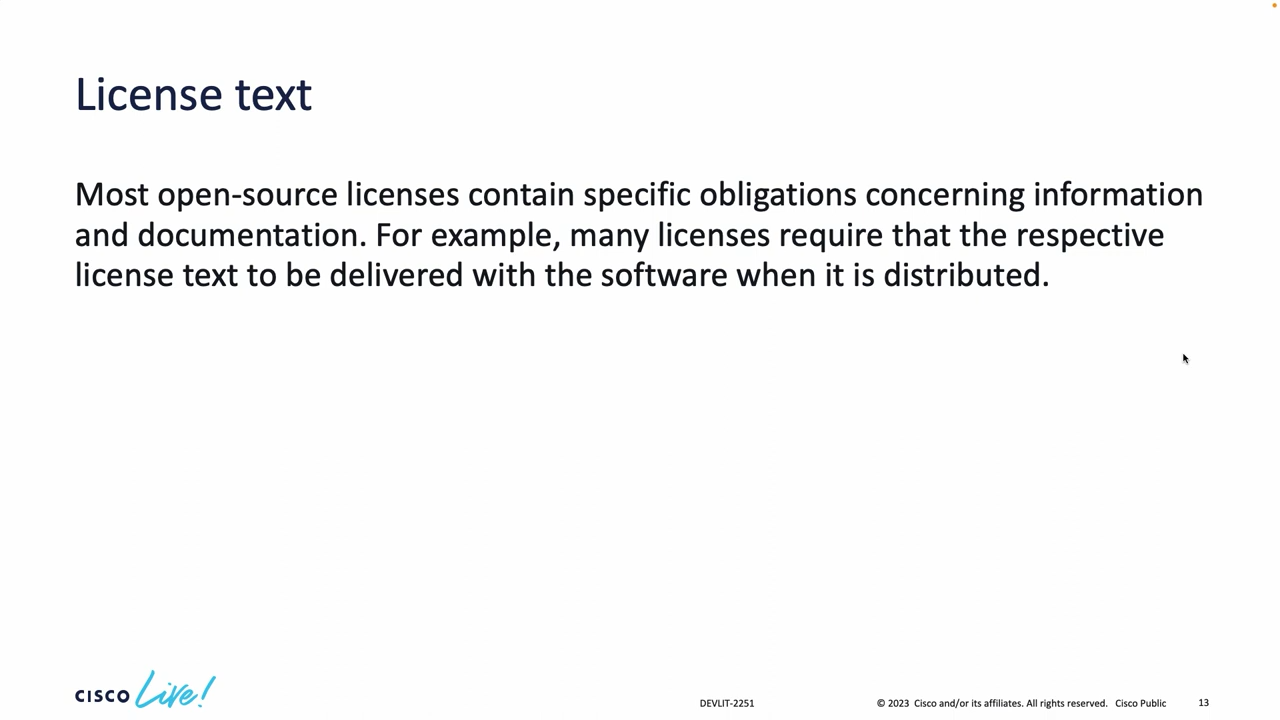 License text
Most open-source licenses contain specific obligations concerning information
and documentation. For example, many licenses require that the respective
license text to be delivered with the software when it is distributed.
CISCO Live!
DEVLIT-2251
© 2023 Cisco and/or its affiliates. All rights reserved. Cisco Public
13